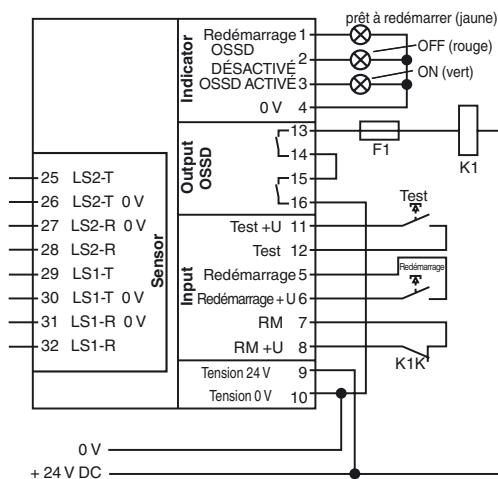 prêt à redémarrer (jaune)
Redémarrage 1
OSSD
DÉSACTIVÉ 2
OSSD ACTIVÉ 3
0 V 4
Indicator
OFF (rouge)
ON (vert)
13
14
15
16
Output
OSSD
F1
K1
25 LS2-T
26 LS2-T 0 V
27 LS2-R 0 V
28 LS2-R
29 LS1-T
30 LS1-T 0 V
31 LS1-R 0 V
32 LS1-R
Sensor
Input
Test +U 11
Test 12
Redémarrage 5
Redémarrage +U 6
RM 7
RM +U 8
Tension 24 V 9
Tension 0 V 10
Test
Redémarrage
K1K
0 V
+ 24 V DC